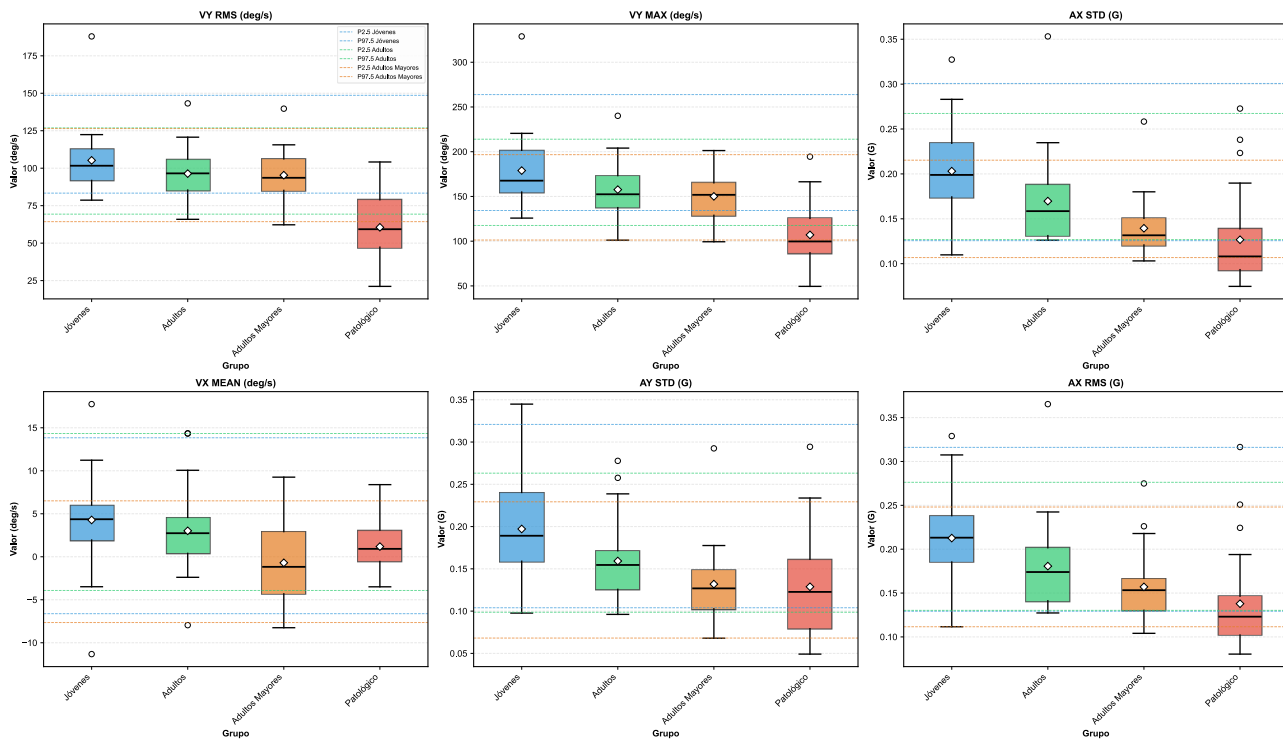 VY RMS (deg/s)
Valor (deg/s)
175
150
125
100
75
50
25
P2.5 Jóvenes
P97.5 Jóvenes
P2.5 Adultos
P97.5 Adultos
P2.5 Adultos Mayores
P97.5 Adultos Mayores
Jóvenes
Adultos
Adultos Mayores
Patológico
Grupo
VY MAX (deg/s)
Valor (deg/s)
300
250
200
150
100
50
Jóvenes
Adultos
Adultos Mayores
Patológico
Grupo
AX STD (G)
Valor (G)
0.35
0.30
0.25
0.20
0.15
0.10
Jóvenes
Adultos
Adultos Mayores
Patológico
Grupo
VX MEAN (deg/s)
Valor (deg/s)
15
10
5
0
−5
−10
Jóvenes
Adultos
Adultos Mayores
Patológico
Grupo
AY STD (G)
Valor (G)
0.35
0.30
0.25
0.20
0.15
0.10
0.05
Jóvenes
Adultos
Adultos Mayores
Patológico
Grupo
AX RMS (G)
Valor (G)
0.35
0.30
0.25
0.20
0.15
0.10
Jóvenes
Adultos
Adultos Mayores
Patológico
Grupo